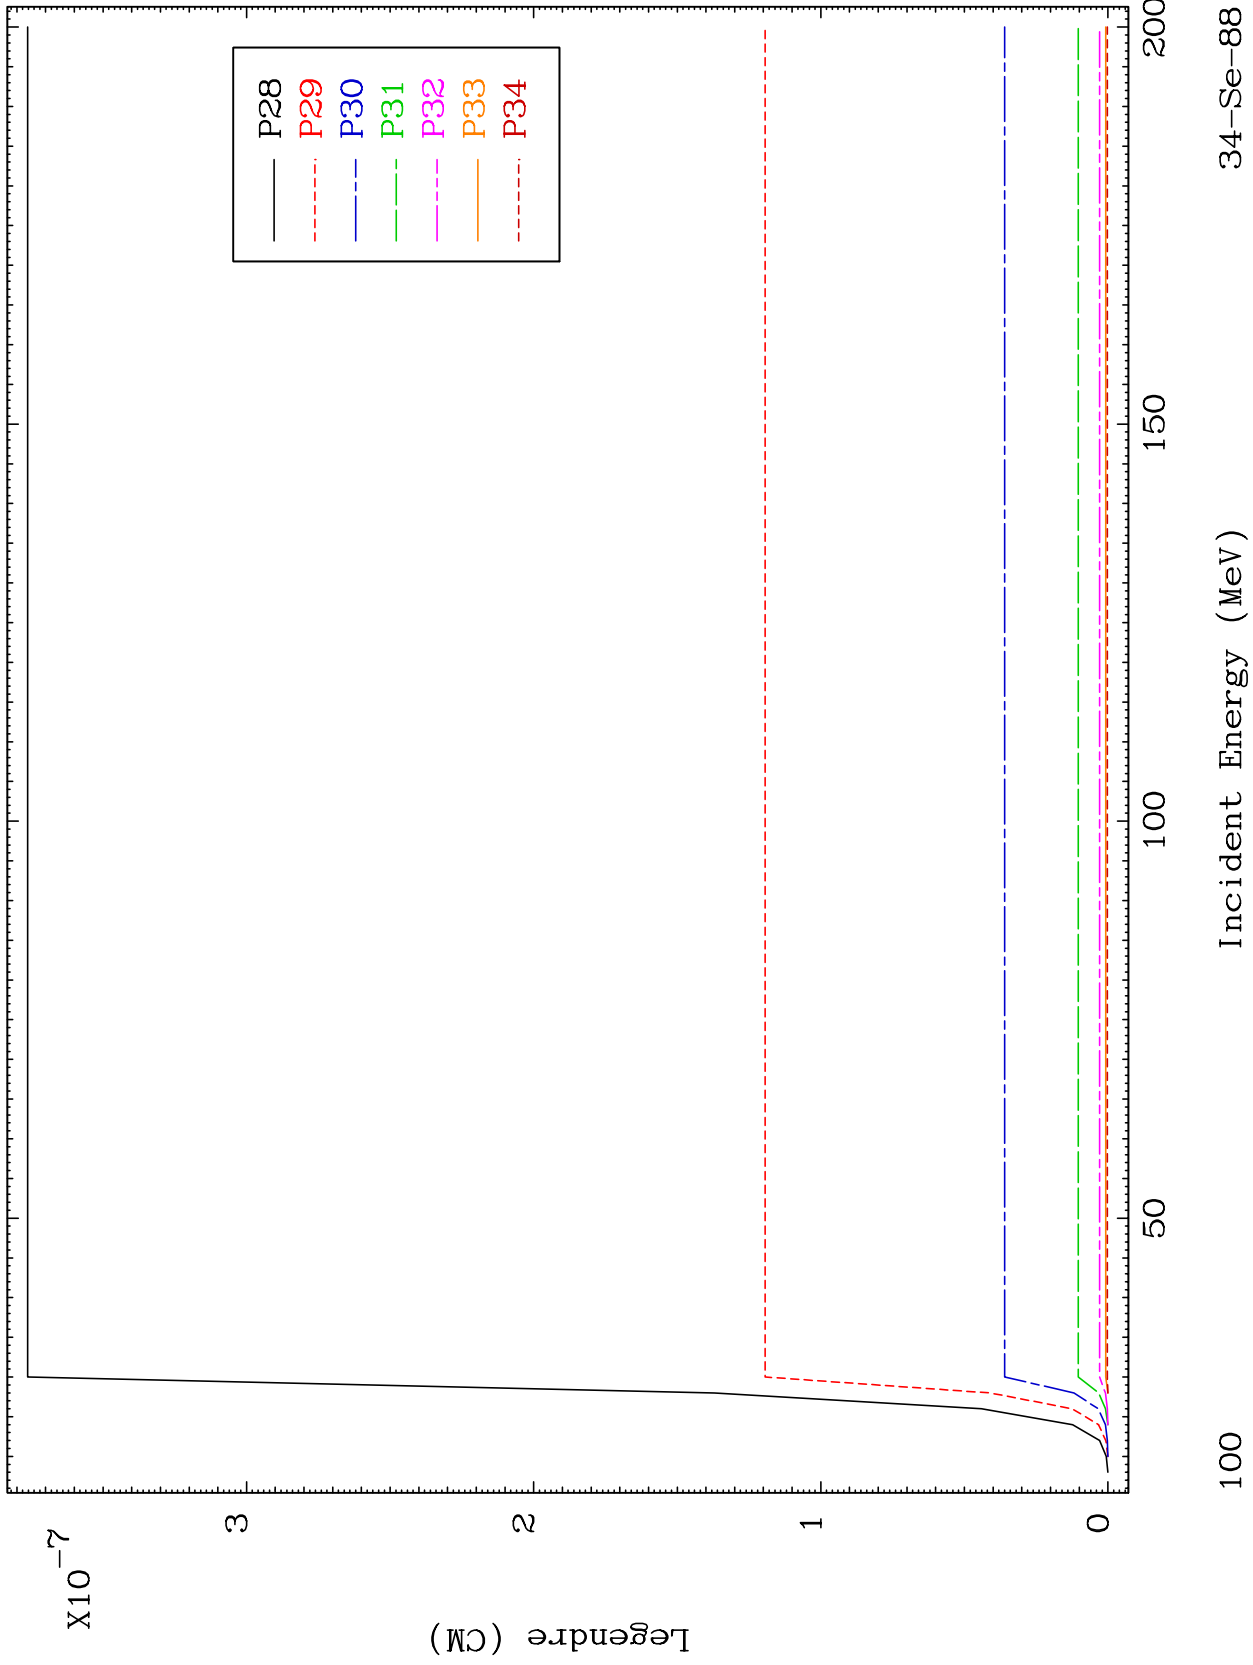 X10-7
Legendre (CM)
3
2
1
0
P28
P29
P30
P31
P32
P33
P34
50
100
150
200
Incident Energy (MeV)
100
34-Se-88